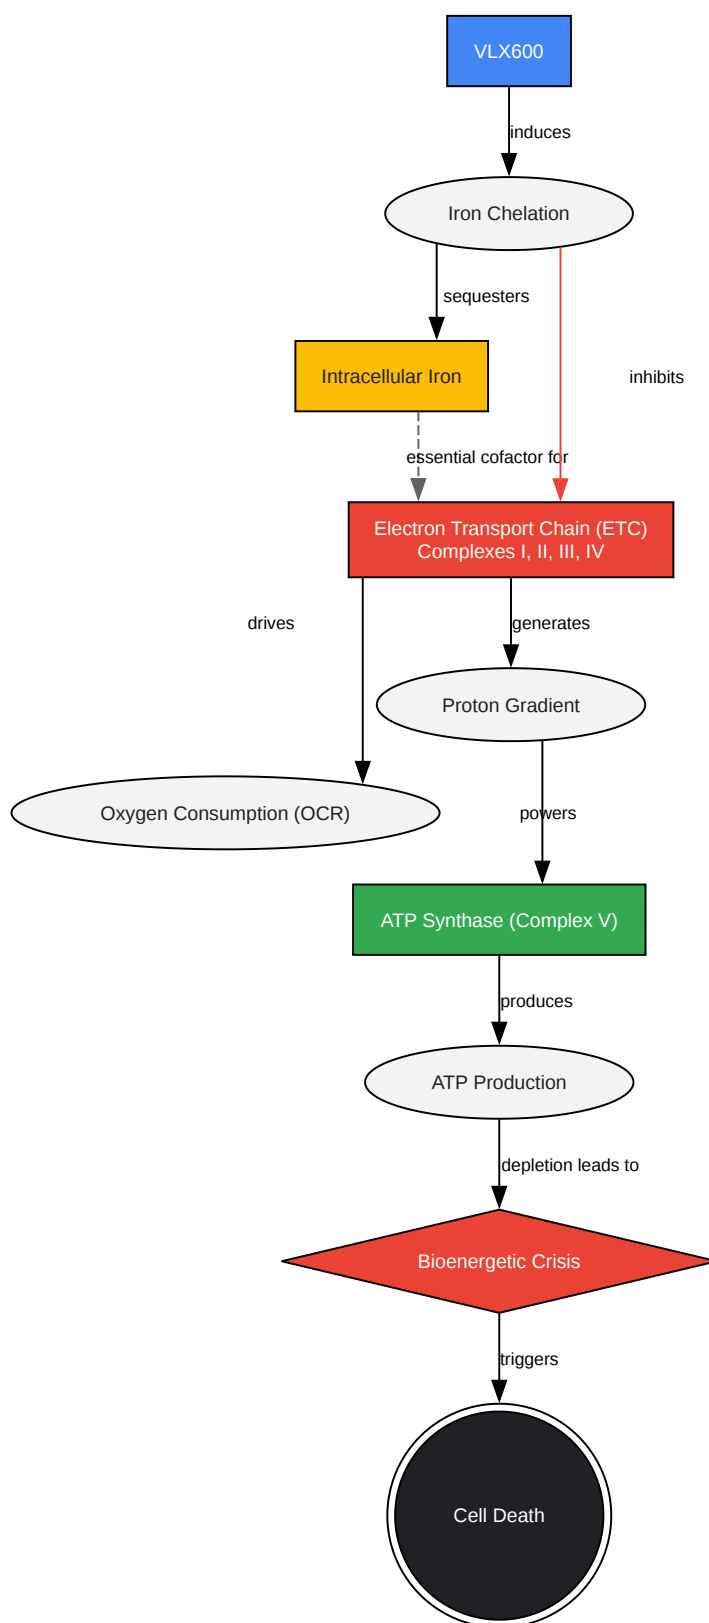 VLX600
induces
Iron Chelation
sequesters
inhibits
Intracellular Iron
essential cofactor for
Electron Transport Chain (ETC)
Complexes I, II, III, IV
drives
generates
Proton Gradient
Oxygen Consumption (OCR)
powers
ATP Synthase (Complex V)
produces
ATP Production
depletion leads to
Bioenergetic Crisis
triggers
Cell Death